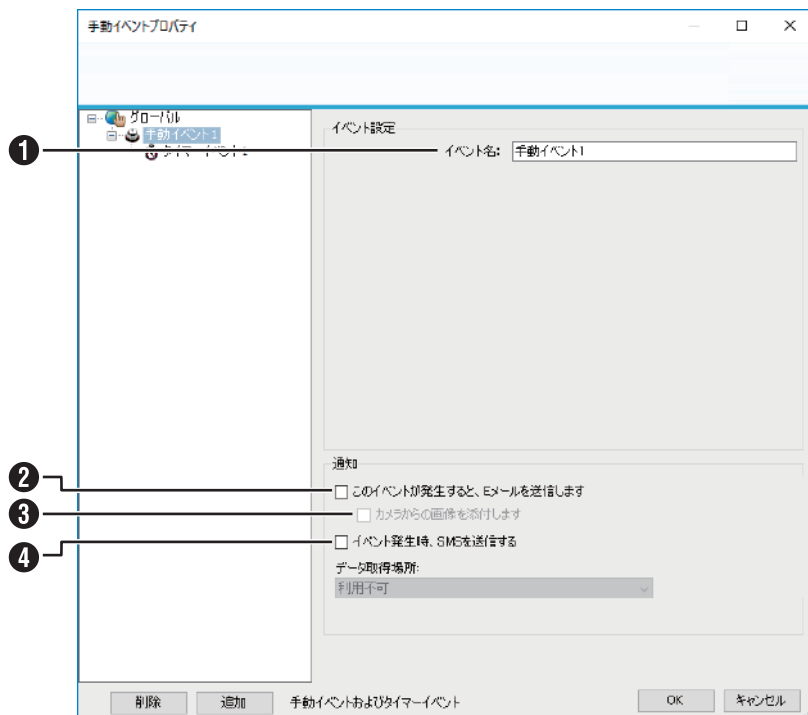 手動イベントプロパティ
グローバル
手動イベント1
イベント設定
❶
イベント名: 手動イベント1
通知
❷
このイベントが発生すると、Eメールを送信します
❸
カメラからの画像を添付します
❹
イベント発生時、SMSを送信する
データ取得場所:
利用不可
削除 追加 手動イベントおよびタイマーイベント OK キャンセル